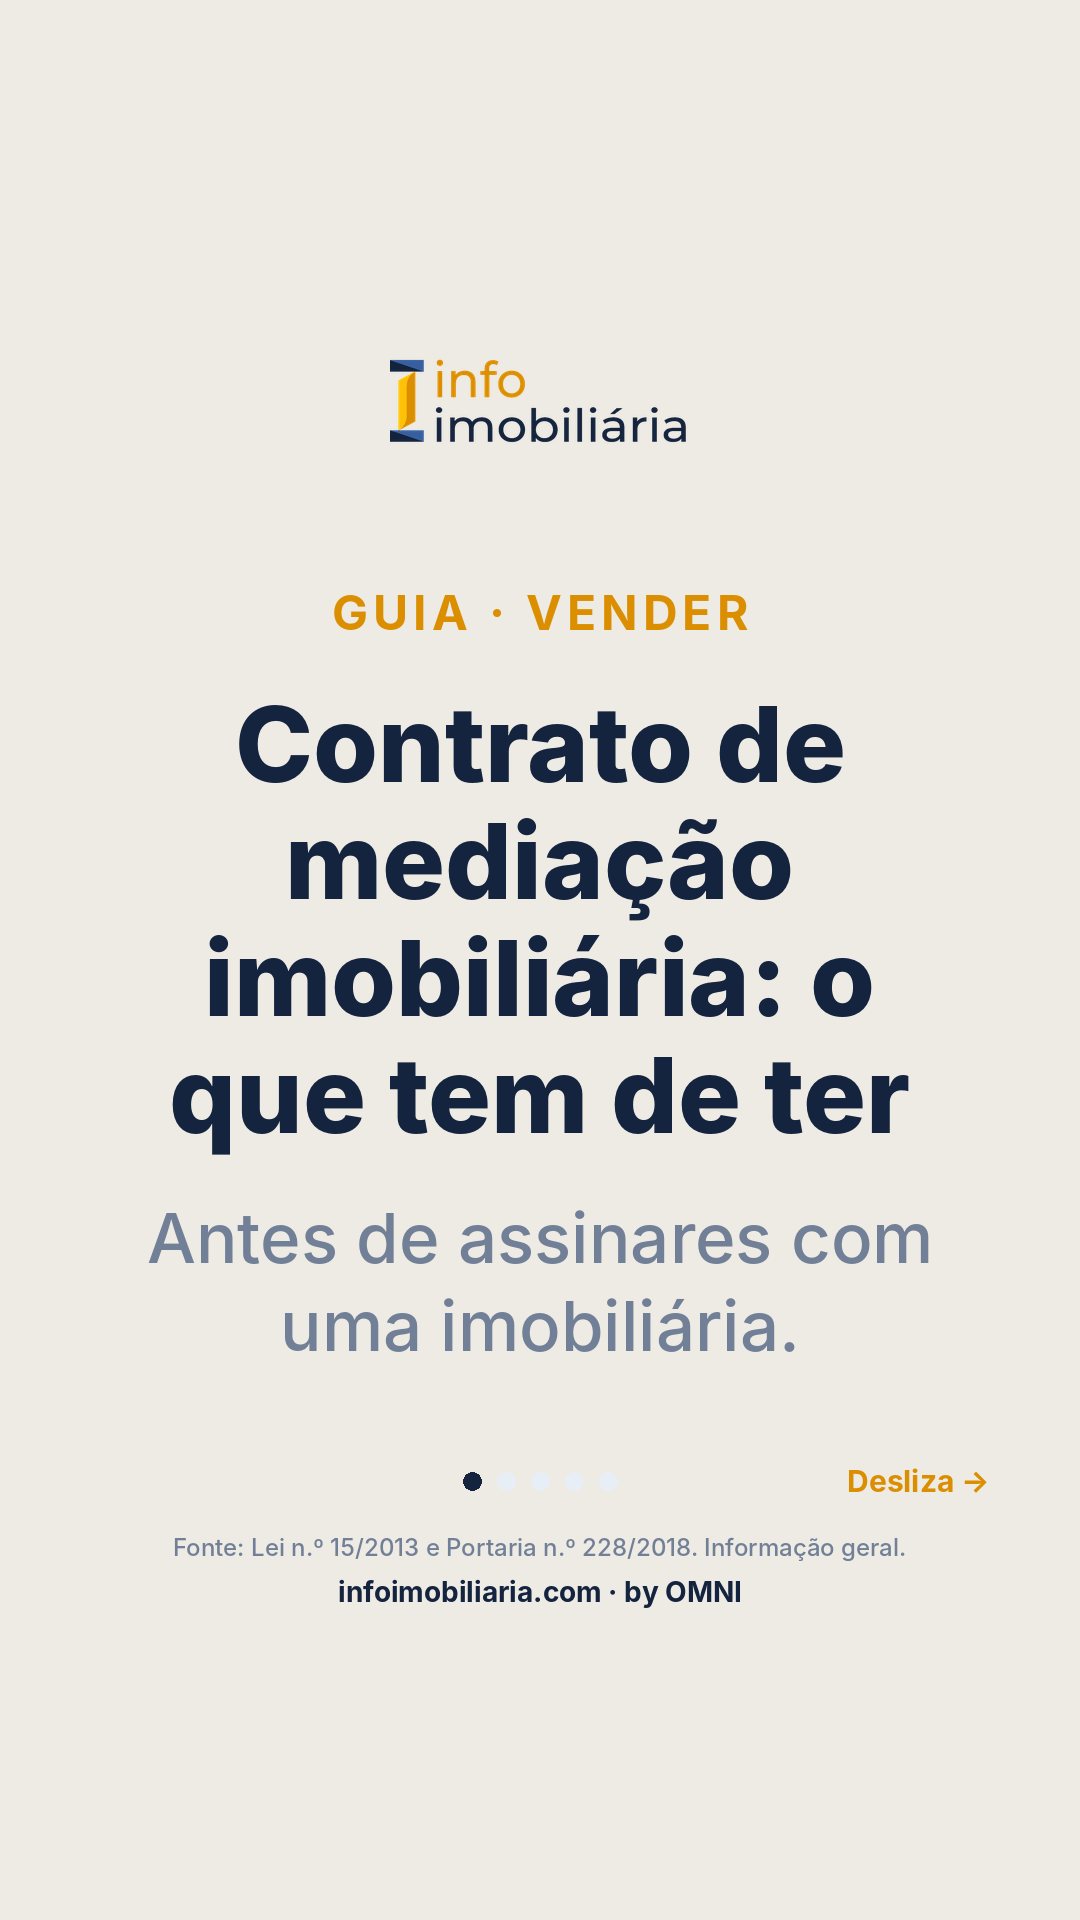 info
imobiliária
GUIA · VENDER
Contrato de
mediação
imobiliária: o
que tem de ter
Antes de assinares com
uma imobiliária.
Desliza →
Fonte: Lei n.º 15/2013 e Portaria n.º 228/2018. Informação geral.
infoimobiliaria.com · by OMNI